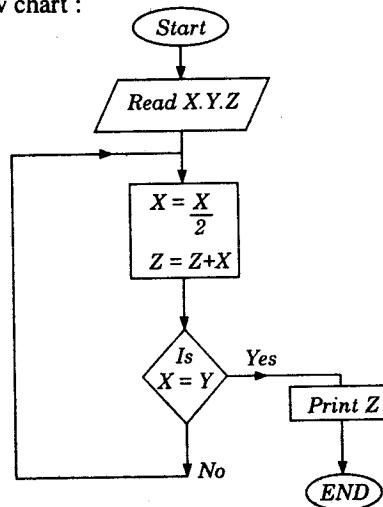 v chart :
Start
Read X.Y.Z
X = X
2
Z = Z+X
Is
X = Y
Yes
Print Z
No
END